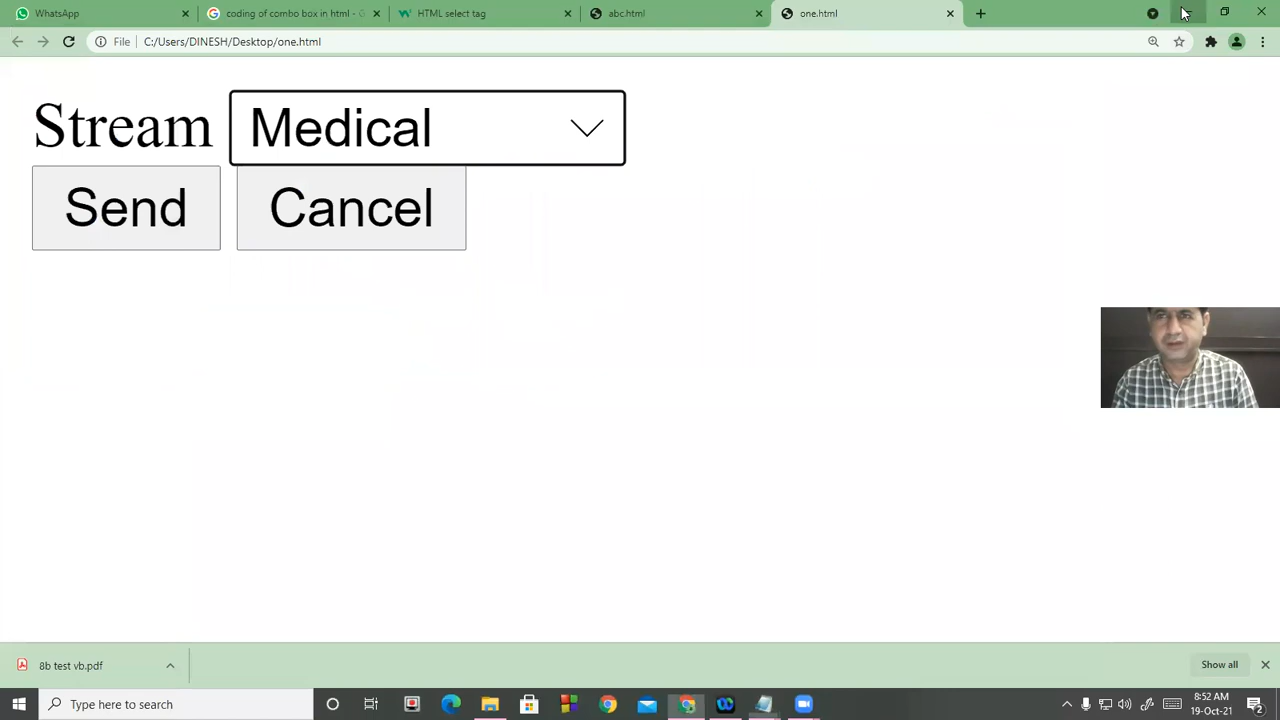 WhatsApp
coding of combo box in html - G
HTML select tag
abc.html
one.html
File
C:/Users/DINESH/Desktop/one.html
Stream
Medical
Send
Cancel
8b test vb.pdf
Show all
Type here to search
8:52 AM
19-Oct-21
2